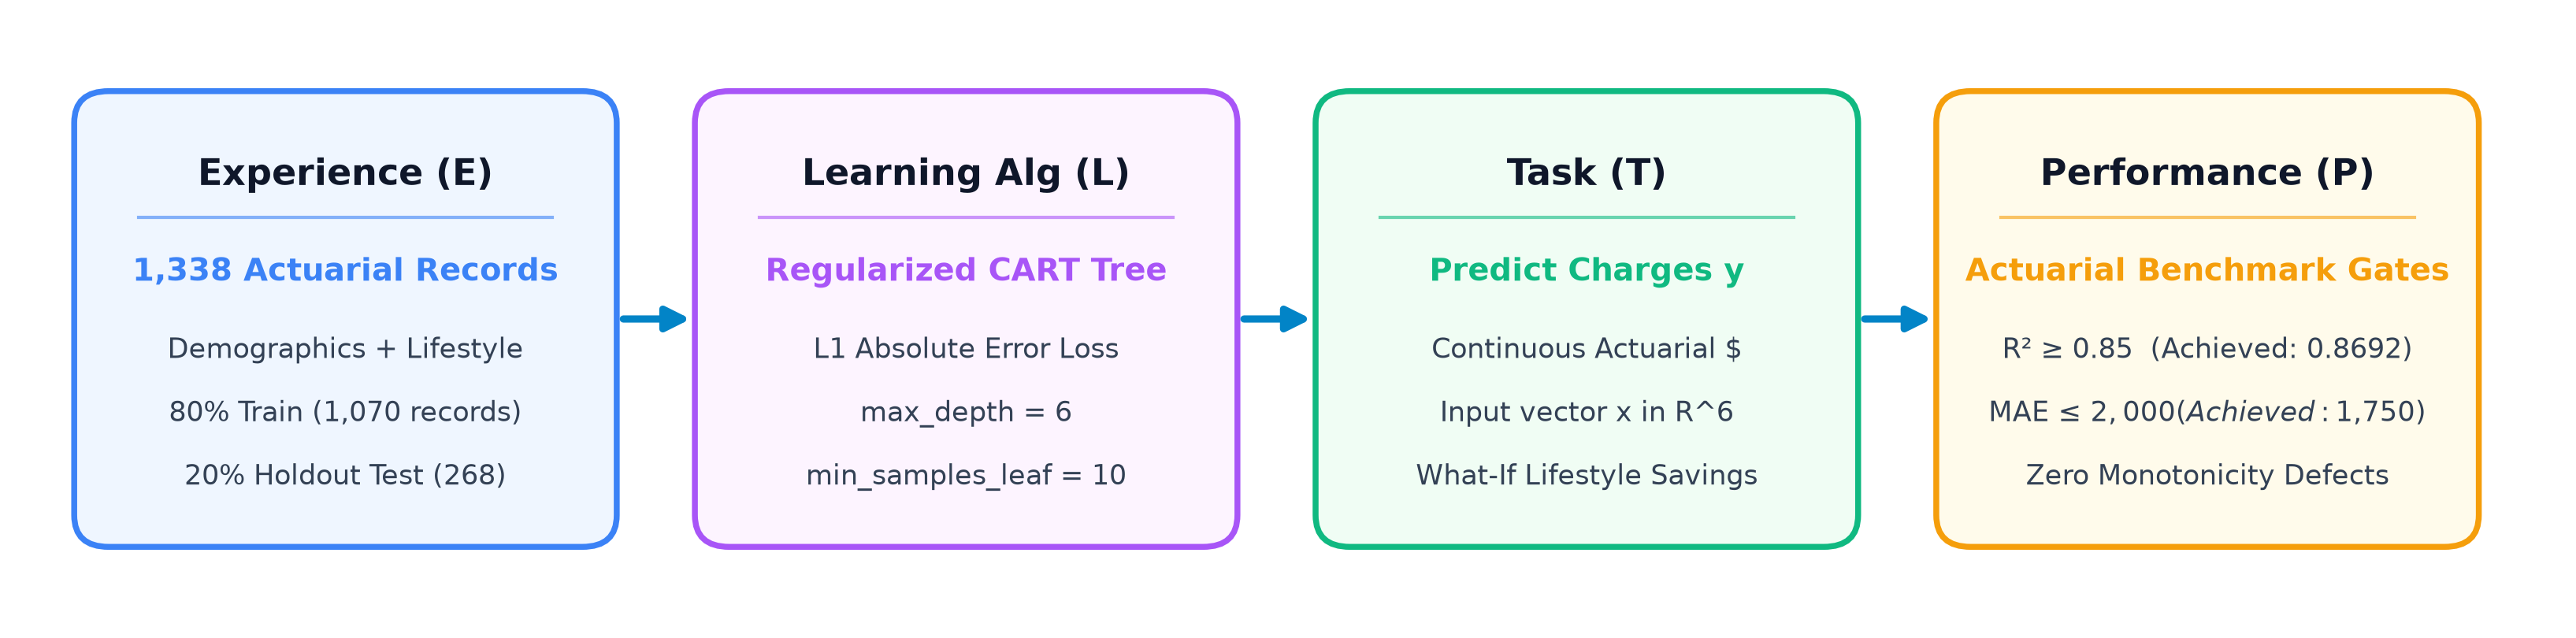 Experience (E)
1,338 Actuarial Records
Demographics + Lifestyle
80% Train (1,070 records)
20% Holdout Test (268)
Learning Alg (L)
Regularized CART Tree
L1 Absolute Error Loss
max_depth = 6
min_samples_leaf = 10
Task (T)
Predict Charges y
Continuous Actuarial $
Input vector x in R^6
What-If Lifestyle Savings
Performance (P)
Actuarial Benchmark Gates
R² ≥ 0.85 (Achieved: 0.8692)
MAE ≤ 2, 000(Achieved : 1,750)
Zero Monotonicity Defects